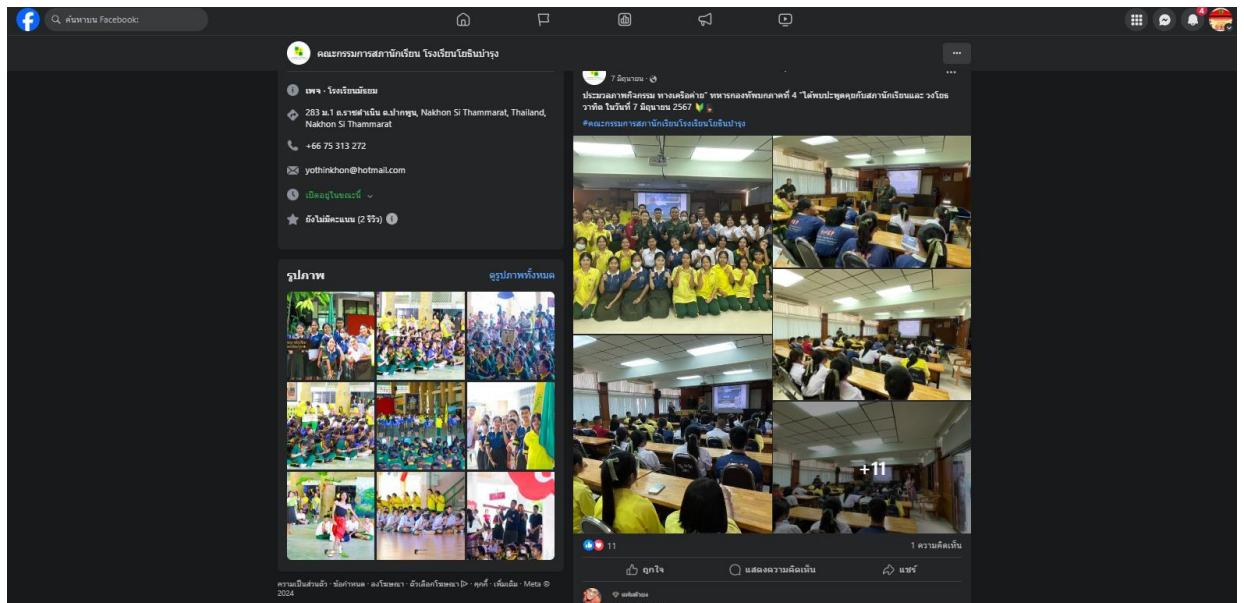 ค้นหาบน Facebook
4
คณะกรรมการสภานักเรียน โรงเรียนโยธินบำรุง
เพจ · โรงเรียนมัธยม
283 ม.1 ถ.ราชดำเนิน ต.ปากพูน, Nakhon Si Thammarat, Thailand,
Nakhon Si Thammarat
+66 75 313 272
yothinkhon@hotmail.com
เปิดอยู่ในขณะนี้
ยังไม่มีคะแนน (2 รีวิว)
รูปภาพ
ดูรูปภาพทั้งหมด
ความเป็นส่วนตัว · ข้อกำหนด · ลงโฆษณา · ตัวเลือกโฆษณา · คุกกี้ · เพิ่มเติม · Meta ©
2024
7 มิถุนายน ·
ประมวลภาพกิจกรรม ทางเครือค่าย" ทหารกองทัพบกภาคที่ 4 "ได้พบปะพูดคุยกับสภานักเรียนและ วงโยธ
วาทิต ในวันที่ 7 มิถุนายน 2567
#คณะกรรมการสภานักเรียนโรงเรียนโยธินบำรุง
+11
11
1 ความคิดเห็น
ถูกใจ
แสดงความคิดเห็น
แชร์
แฟนตัวยง